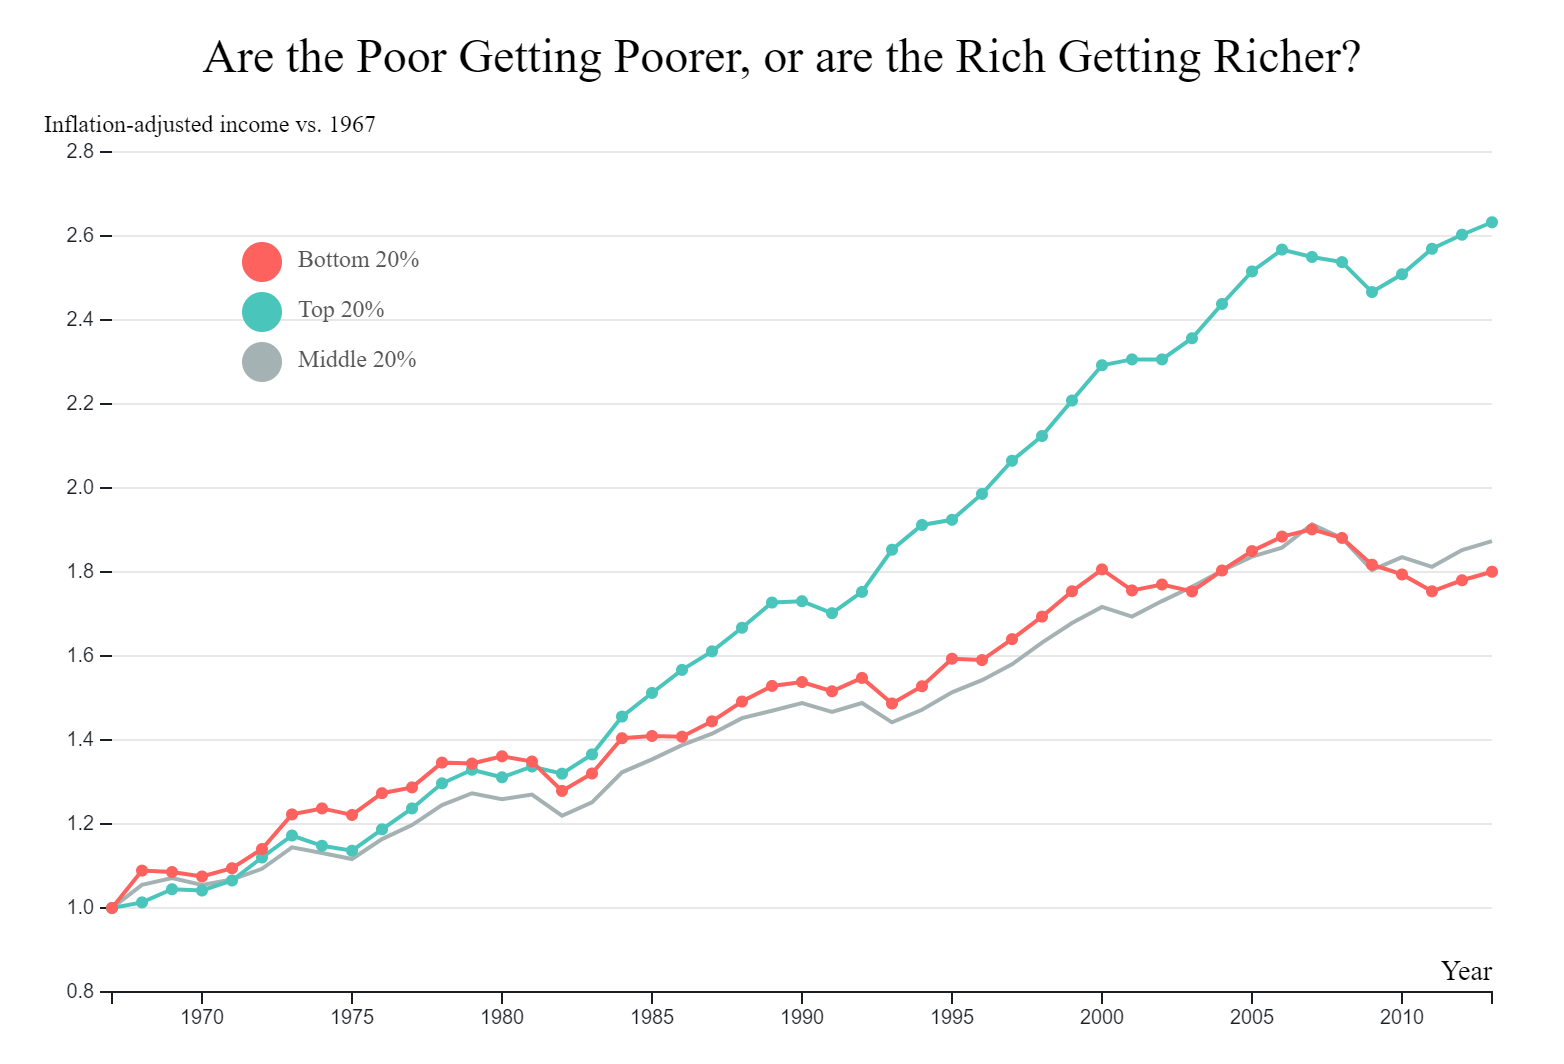 Are the Poor Getting Poorer, or are the Rich Getting Richer?
Inflation-adjusted income vs. 1967
2.8
2.6
Bottom 20%
Top 20%
2.4
Middle 20%
2.2
2.0
1.8
1.6
1.4
1.2
1.0
Year
0.8
1970 1975 1980 1985 1990 1995 2000 2005 2010